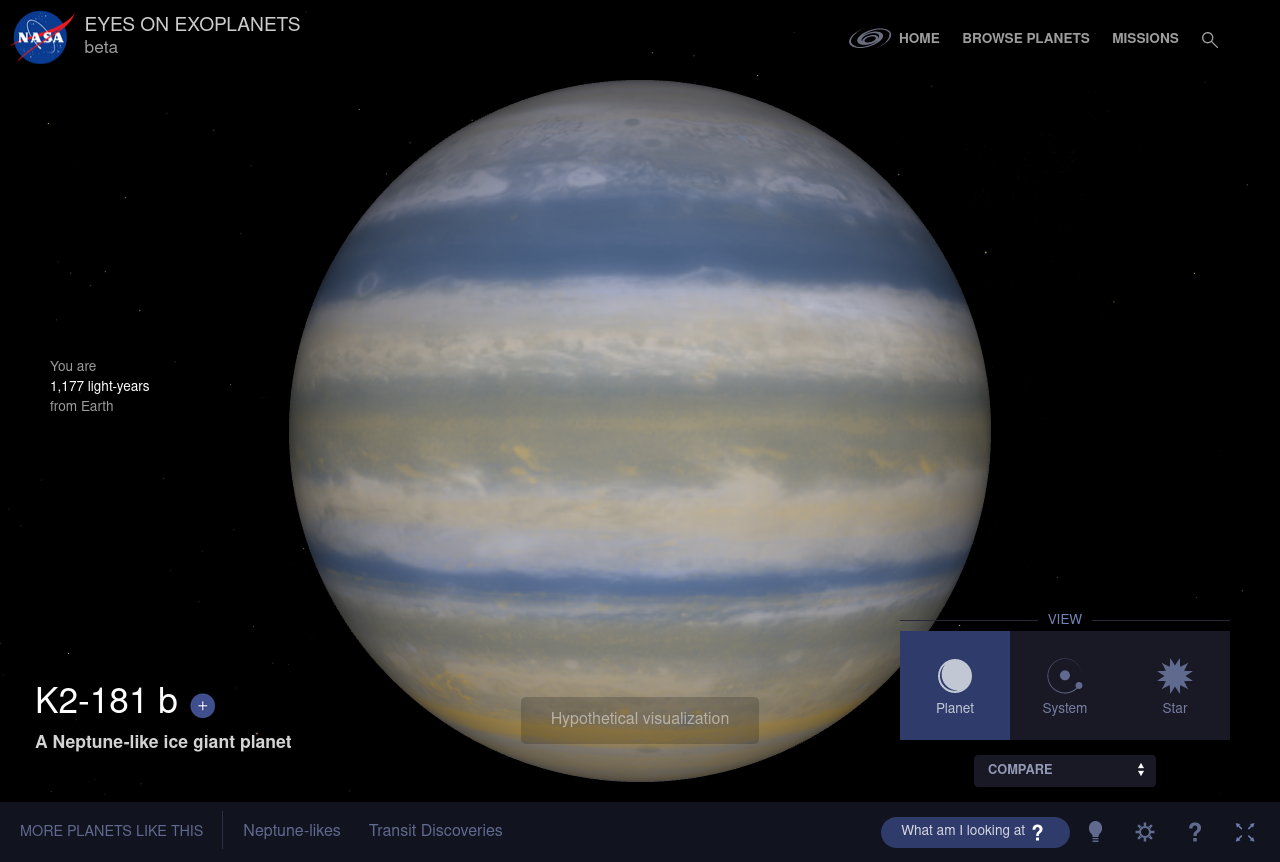 NASA
EYES ON EXOPLANETS
beta
HOME
BROWSE PLANETS
MISSIONS
You are
1,177 light-years
from Earth
VIEW
Planet
System
Star
K2-181 b +
A Neptune-like ice giant planet
Hypothetical visualization
COMPARE
MORE PLANETS LIKE THIS
Neptune-likes
Transit Discoveries
What am I looking at ?
?